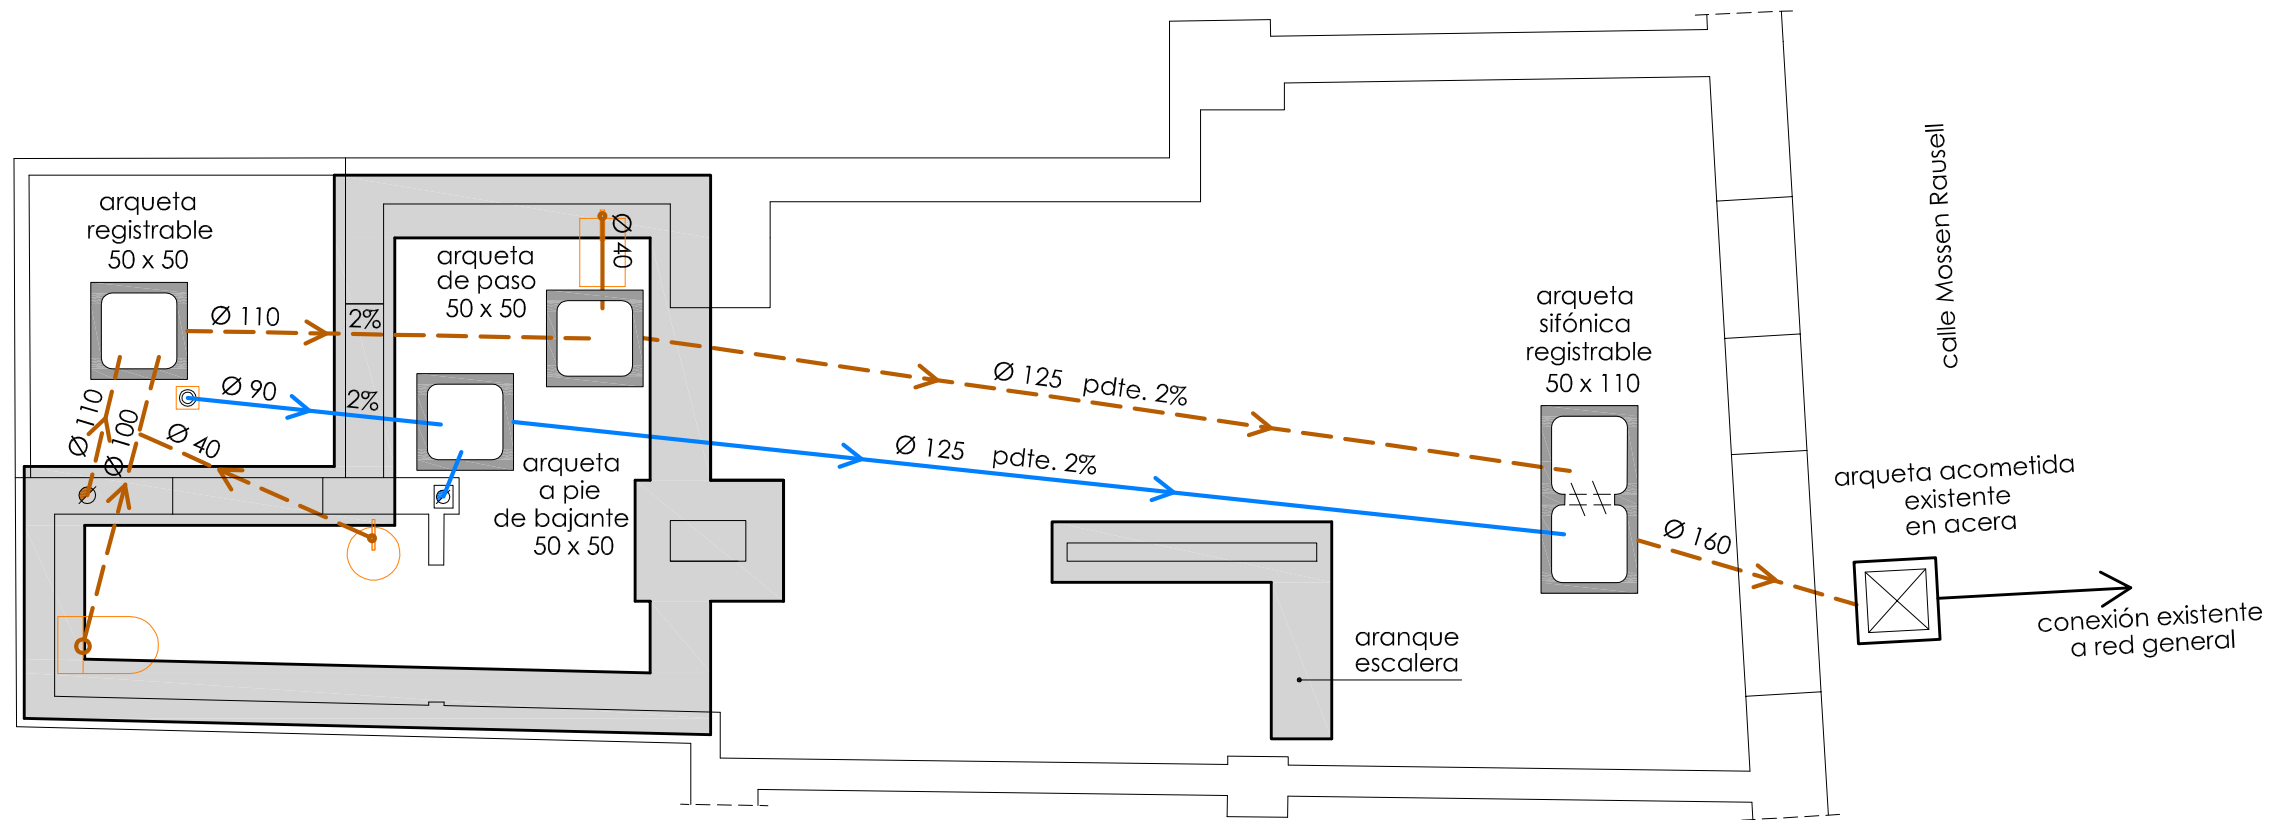 arqueta
registrable
50 x 50
Ø 110
2%
Ø 90
2%
Ø 110
Ø 100
Ø 40
arqueta
de paso
50 x 50
Ø 40
arqueta
a pie
de bajante
50 x 50
Ø 125 pdte. 2%
Ø 125 pdte. 2%
arqueta
sifónica
registrable
50 x 110
aranque
escalera
Ø 160
calle Mossen Rausell
arqueta acometida
existente
en acera
conexión existente
a red general